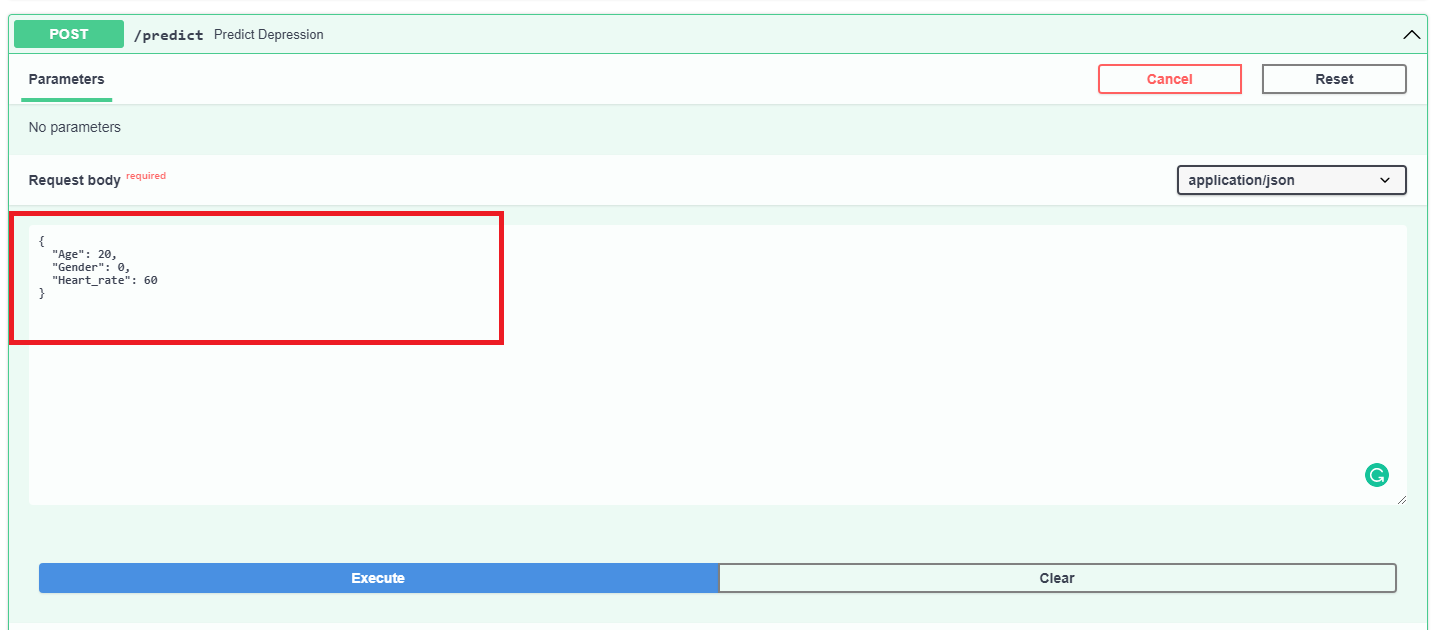 POST /predict Predict Depression
Parameters
Cancel
Reset
No parameters
Request body required
application/json
{
"Age": 20,
"Gender": 0,
"Heart_rate": 60
}
Execute
Clear